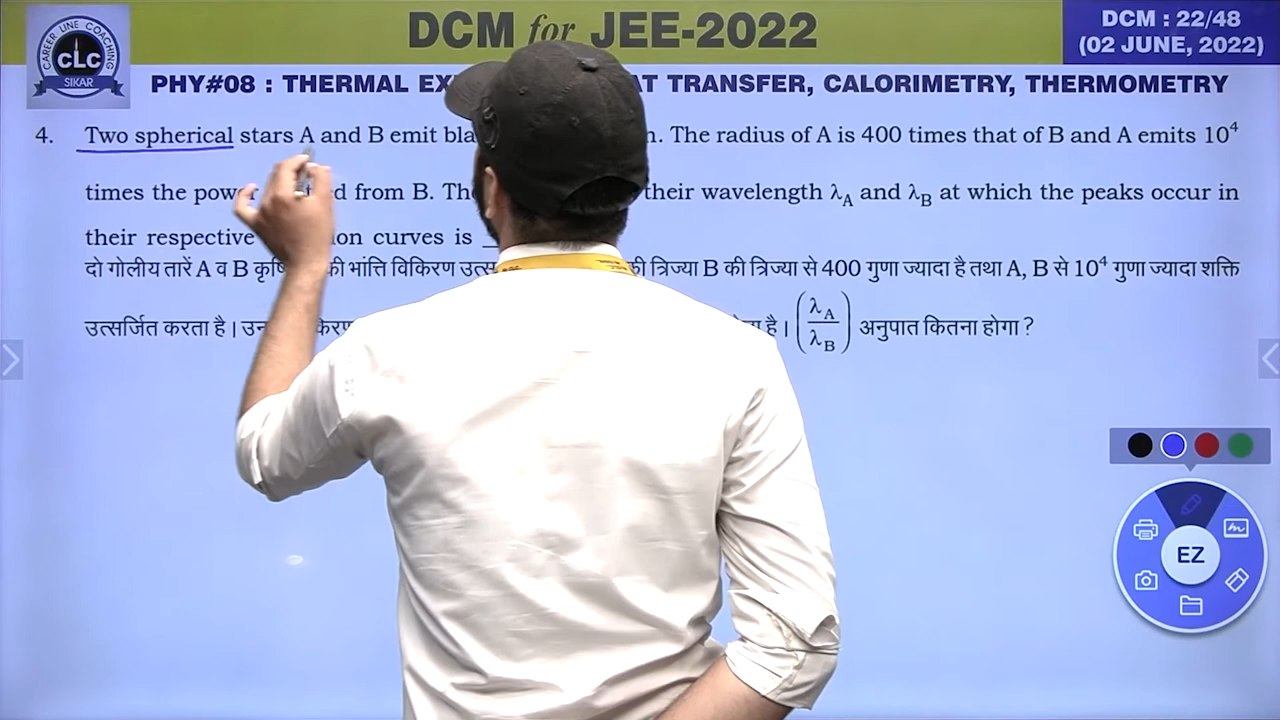 DCM for JEE-2022
DCM : 22/48
(02 JUNE, 2022)
CAREER LINE COACHING
CLC
SIKAR
PHY#08 : THERMAL EX AT TRANSFER, CALORIMETRY, THERMOMETRY
4. Two spherical stars A and B emit bla n. The radius of A is 400 times that of B and A emits 10⁴
times the pow d from B. Th their wavelength λA and λB at which the peaks occur in
their respective on curves is
दो गोलीय तारें A व B कृष्णि की भांति विकिरण उत्स की त्रिज्या B की त्रिज्या से 400 गुणा ज्यादा है तथा A, B से 10⁴ गुणा ज्यादा शक्ति
उत्सर्जित करता है। उन किरण है। (λA/λB) अनुपात कितना होगा ?
EZ